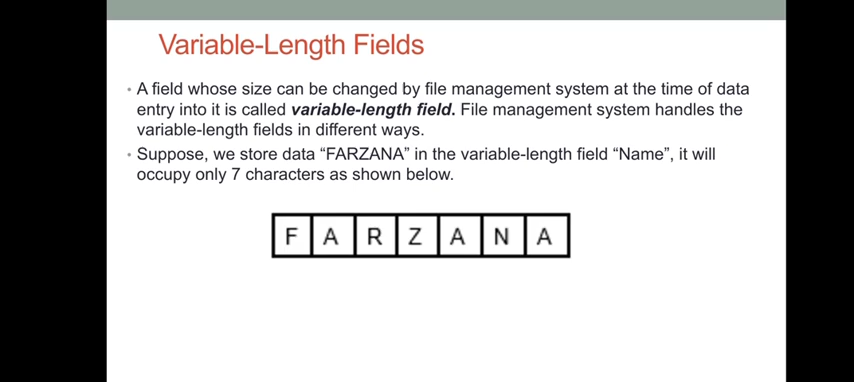 Variable-Length Fields
• A field whose size can be changed by file management system at the time of data
entry into it is called variable-length field. File management system handles the
variable-length fields in different ways.
• Suppose, we store data “FARZANA” in the variable-length field “Name”, it will
occupy only 7 characters as shown below.
F A R Z A N A